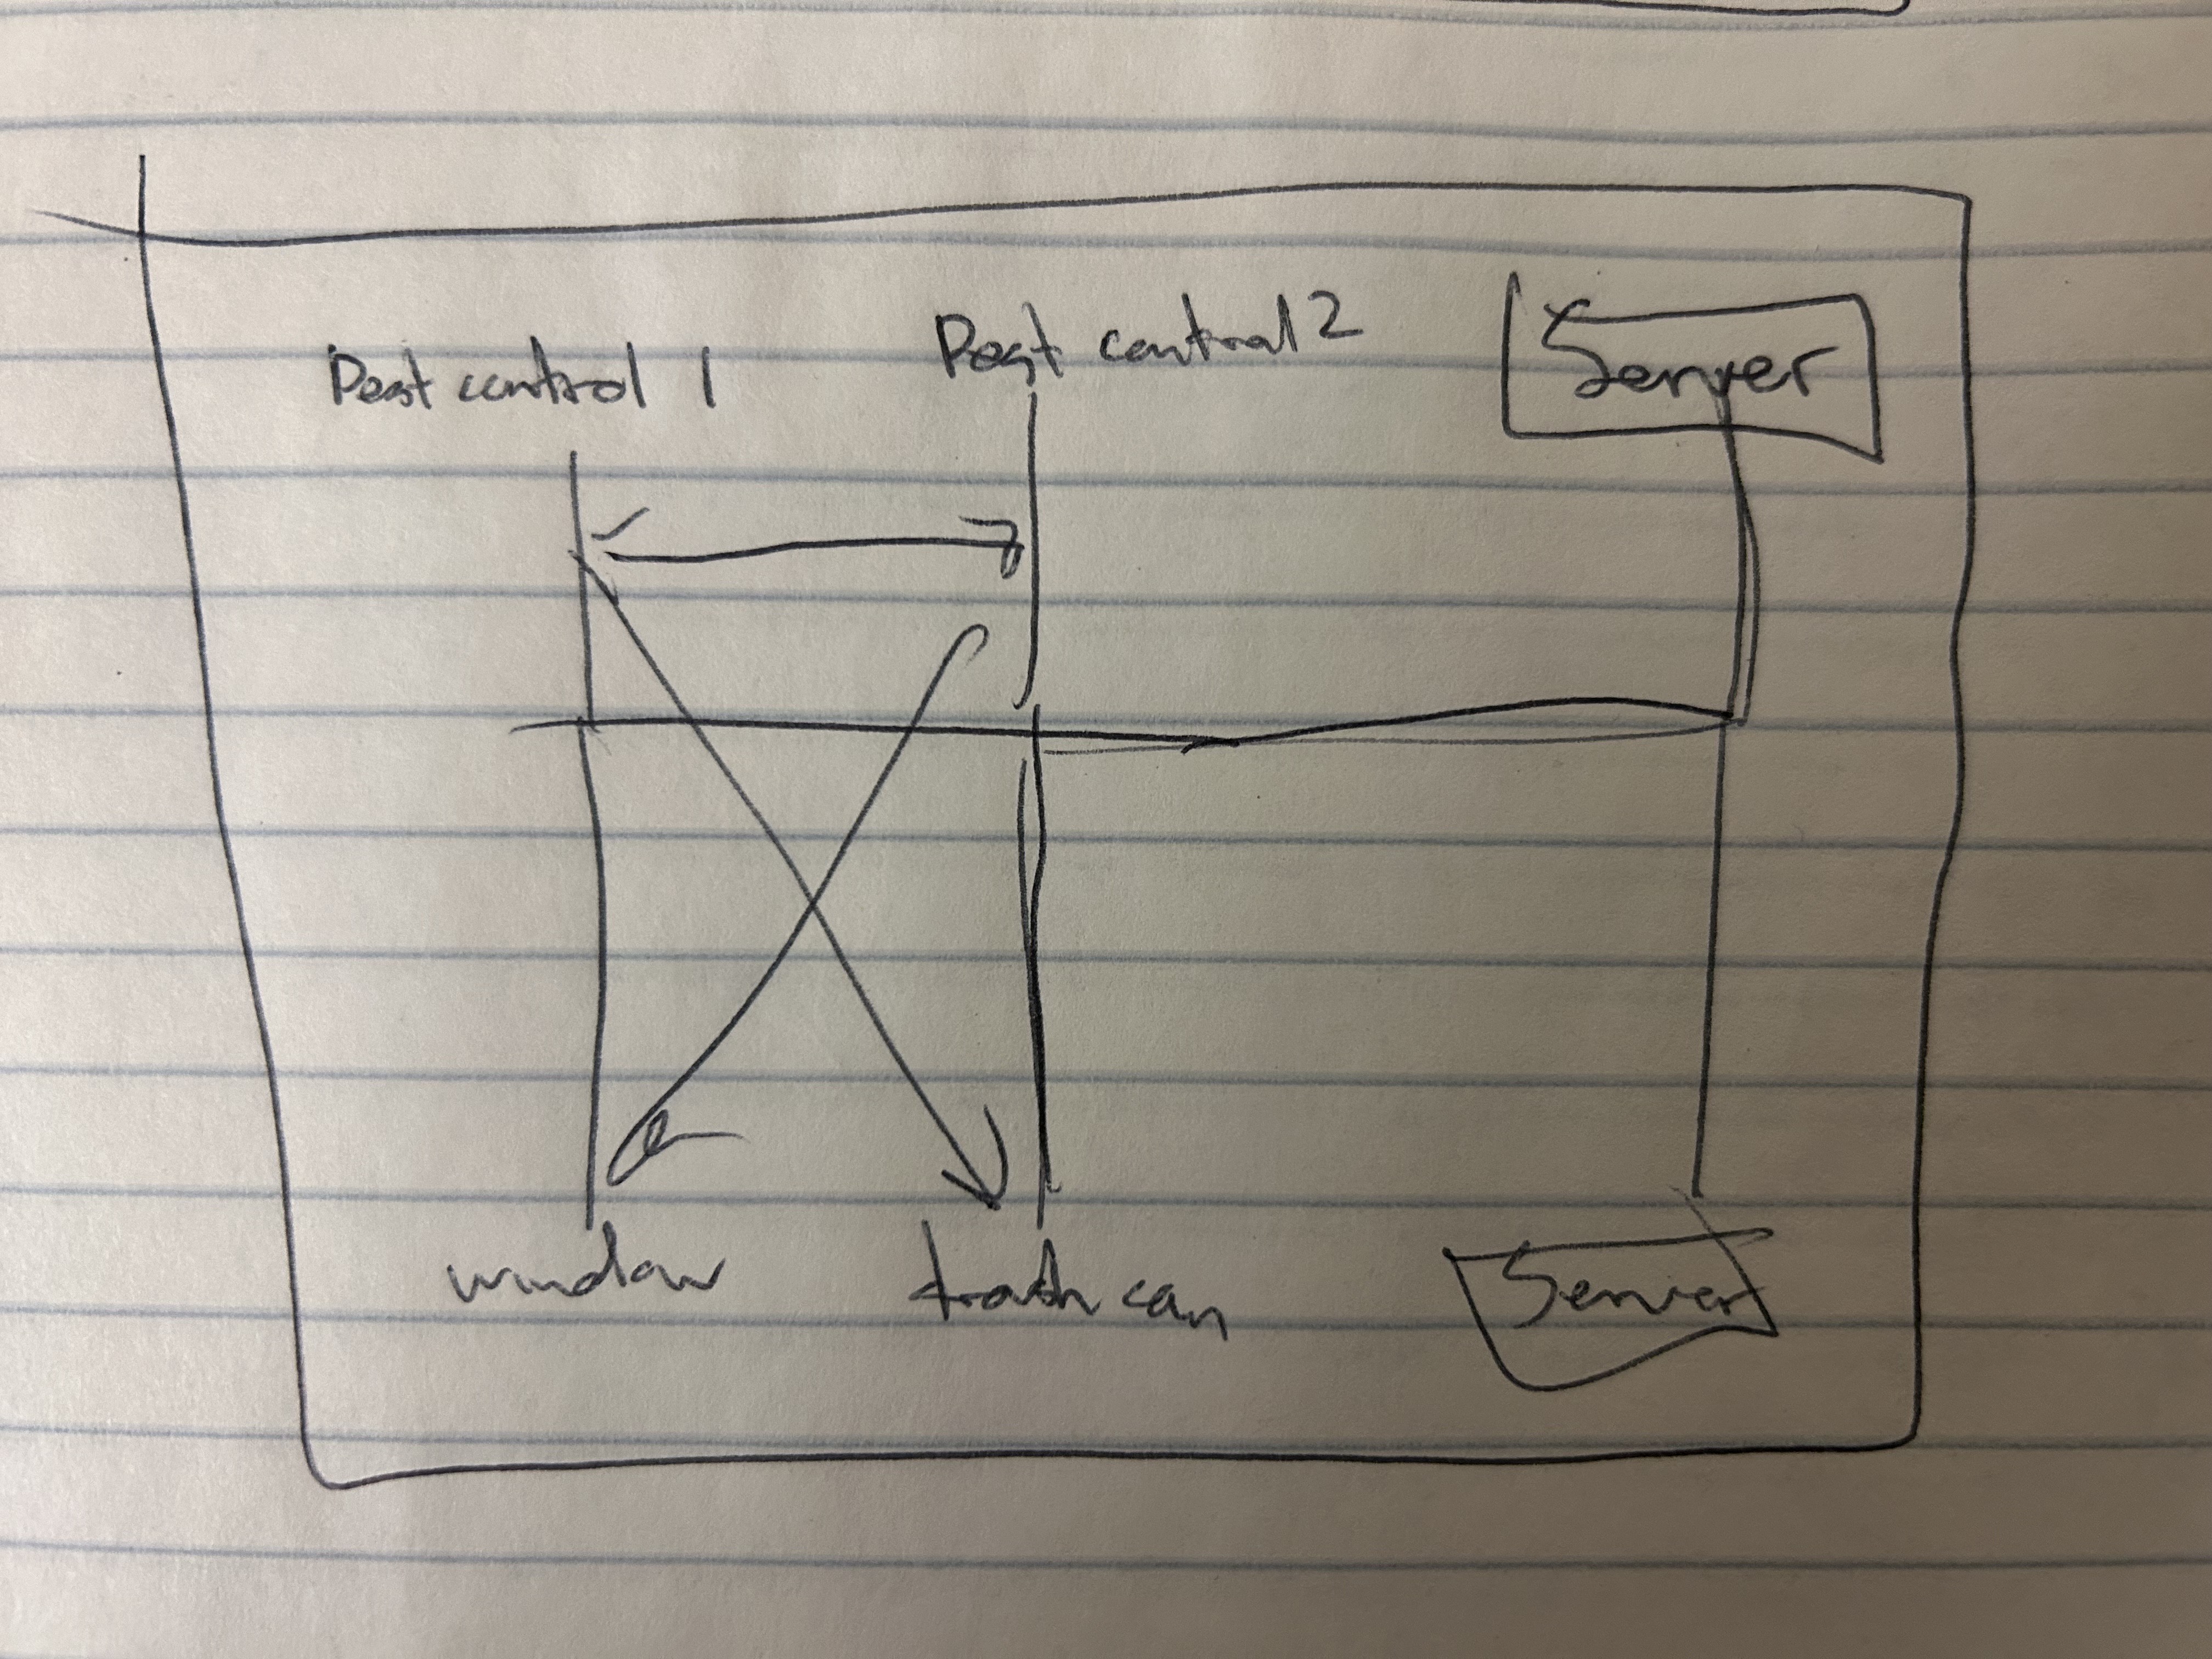 Pest control 1
Pest control 2
Server
window
trash can
Server